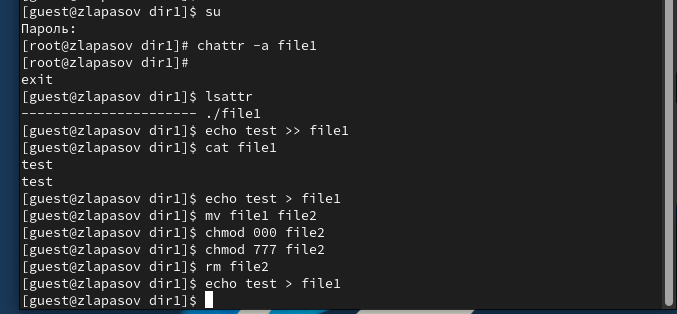 [guest@zlapasov dir1]$ su
Пароль:
[root@zlapasov dir1]# chattr -a file1
[root@zlapasov dir1]#
exit
[guest@zlapasov dir1]$ lsattr
---------------------- ./file1
[guest@zlapasov dir1]$ echo test >> file1
[guest@zlapasov dir1]$ cat file1
test
test
[guest@zlapasov dir1]$ echo test > file1
[guest@zlapasov dir1]$ mv file1 file2
[guest@zlapasov dir1]$ chmod 000 file2
[guest@zlapasov dir1]$ chmod 777 file2
[guest@zlapasov dir1]$ rm file2
[guest@zlapasov dir1]$ echo test > file1
[guest@zlapasov dir1]$